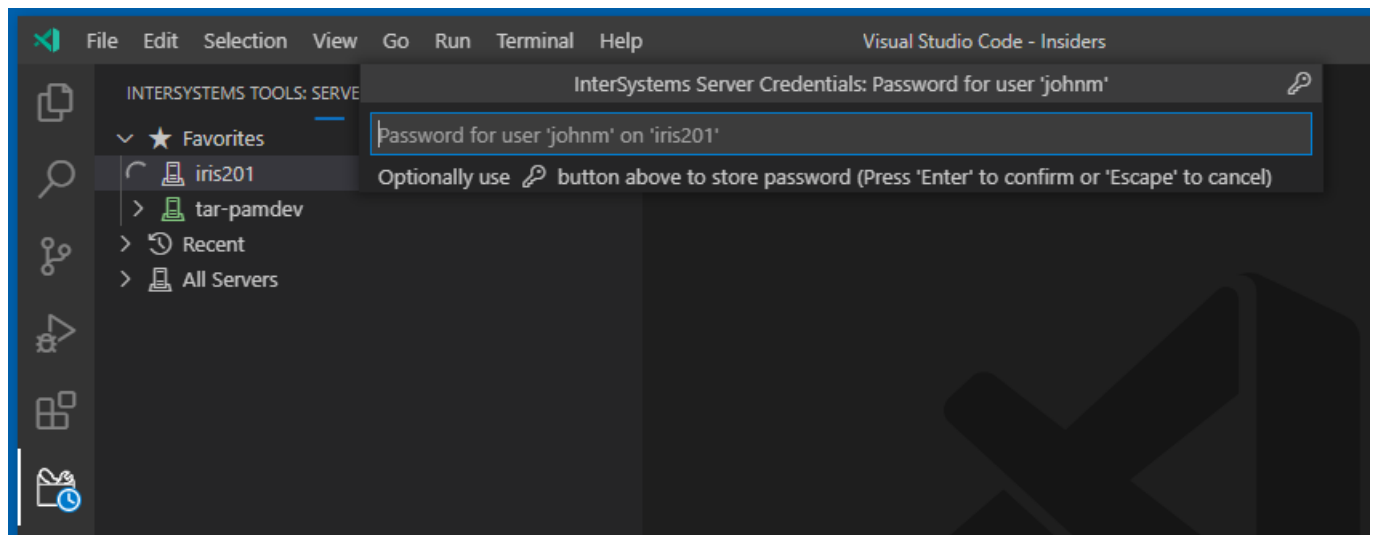 File Edit Selection View Go Run Terminal Help
Visual Studio Code - Insiders
INTERSYSTEMS TOOLS: SERVE
Favorites
iris201
tar-pamdev
Recent
All Servers
InterSystems Server Credentials: Password for user 'johnm'
Password for user 'johnm' on 'iris201'
Optionally use button above to store password (Press 'Enter' to confirm or 'Escape' to cancel)